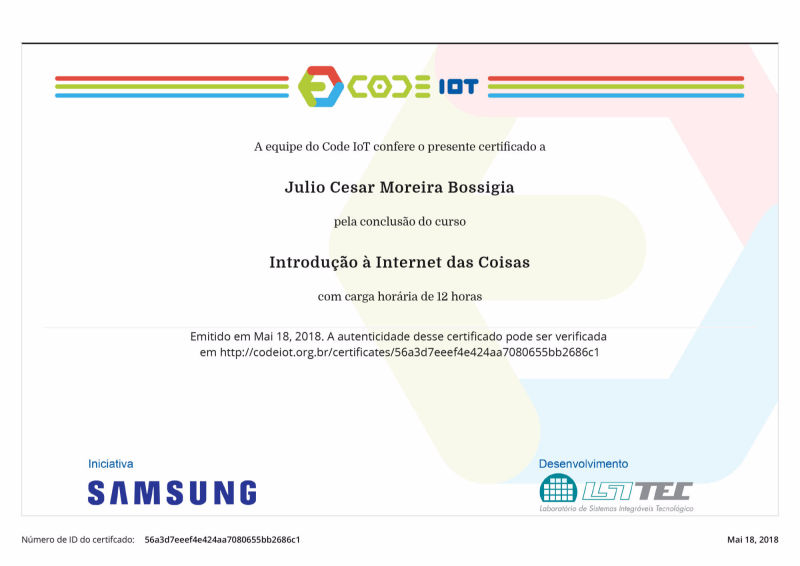 CODE IOT
A equipe do Code IoT confere o presente certificado a
Julio Cesar Moreira Bossigia
pela conclusão do curso
Introdução à Internet das Coisas
com carga horária de 12 horas
Emitido em Mai 18, 2018. A autenticidade desse certificado pode ser verificada
em http://codeiot.org.br/certificates/56a3d7eeef4e424aa7080655bb2686c1
Iniciativa
SAMSUNG
Desenvolvimento
LSI TEC
Laboratório de Sistemas Integráveis Tecnológico
Número de ID do certifcado: 56a3d7eeef4e424aa7080655bb2686c1
Mai 18, 2018